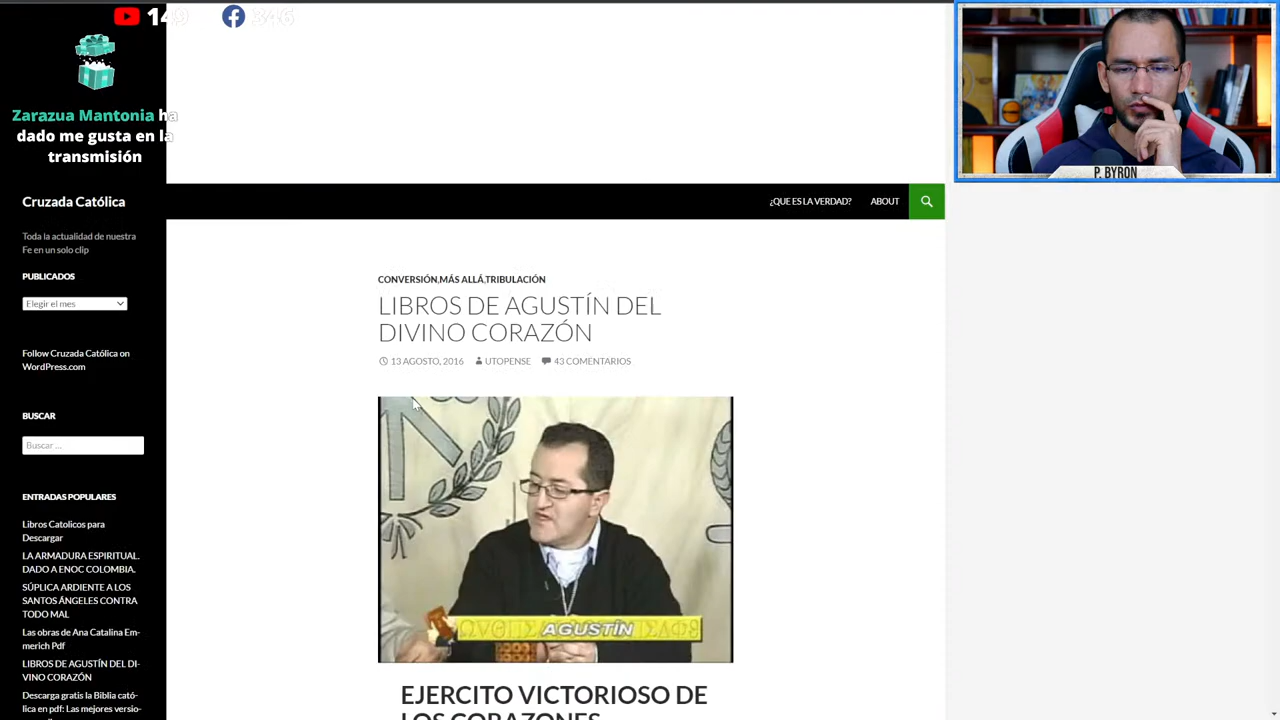 149 346
Zarazua Mantonia ha
dado me gusta en la
transmisión
P. BYRON
Cruzada Católica
Toda la actualidad de nuestra
Fe en un solo clip
PUBLICADOS
Elegir el mes
Follow Cruzada Católica on
WordPress.com
BUSCAR
Buscar …
ENTRADAS POPULARES
Libros Catolicos para
Descargar
LA ARMADURA ESPIRITUAL.
DADO A ENOC COLOMBIA.
SÚPLICA ARDIENTE A LOS
SANTOS ÁNGELES CONTRA
TODO MAL
Las obras de Ana Catalina Em-
merich Pdf
LIBROS DE AGUSTÍN DEL DI-
VINO CORAZÓN
Descarga gratis la Biblia cató-
lica en pdf: Las mejores versio-
¿QUE ES LA VERDAD? ABOUT
CONVERSIÓN,MÁS ALLÁ,TRIBULACIÓN
LIBROS DE AGUSTÍN DEL
DIVINO CORAZÓN
13 AGOSTO, 2016 UTOPENSE 43 COMENTARIOS
AGUSTÍN
EJERCITO VICTORIOSO DE
LOS CORAZONES